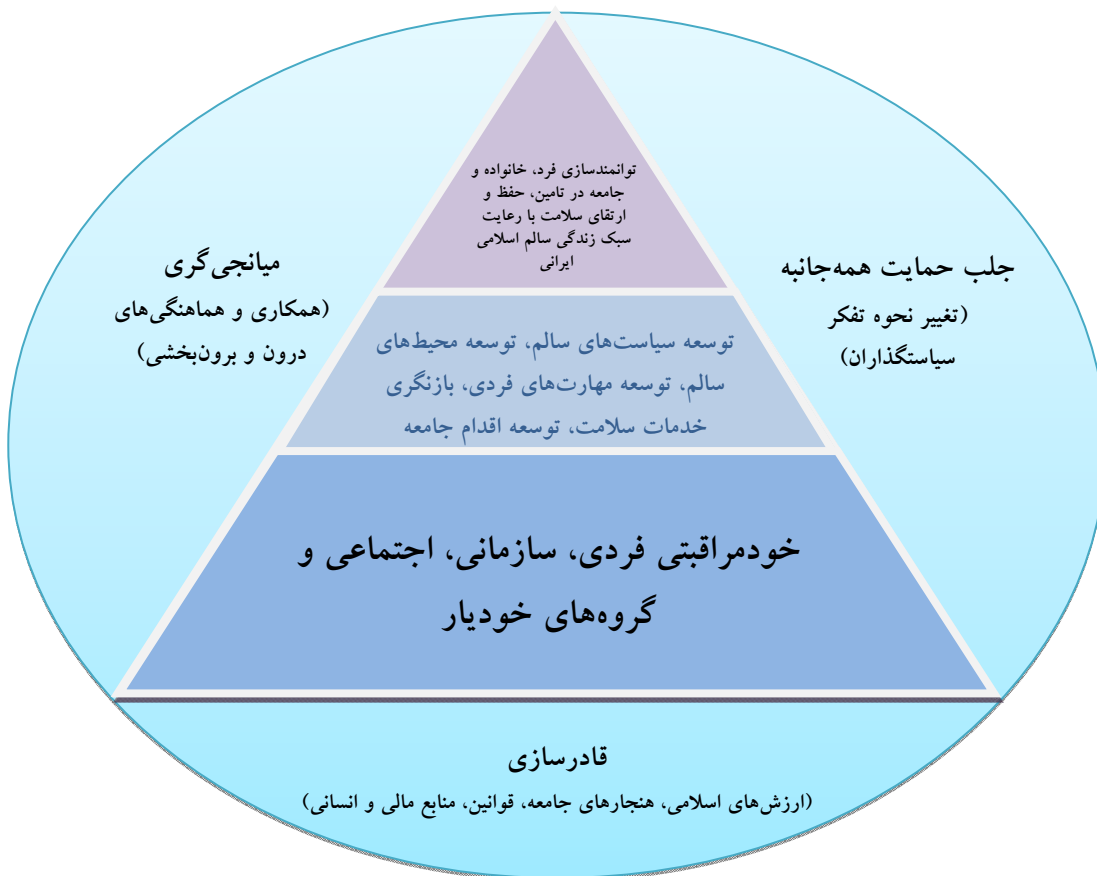 توانمندسازی فرد، خانواده و
جامعه در تامین، حفظ و
ارتقای سلامت با رعایت
سبک زندگی سالم اسلامی
ایرانی
جلب حمایت همه‌جانبه
(تغییر نحوه تفکر
سیاستگذاران)
میانجی‌گری
(همکاری و هماهنگی‌های
درون و برون‌بخشی)
توسعه سیاست‌های سالم، توسعه محیط‌های
سالم، توسعه مهارت‌های فردی، بازنگری
خدمات سلامت، توسعه اقدام جامعه
خودمراقبتی فردی، سازمانی، اجتماعی و
گروه‌های خودیار
قادرسازی
(ارزش‌های اسلامی، هنجارهای جامعه، قوانین، منابع مالی و انسانی)